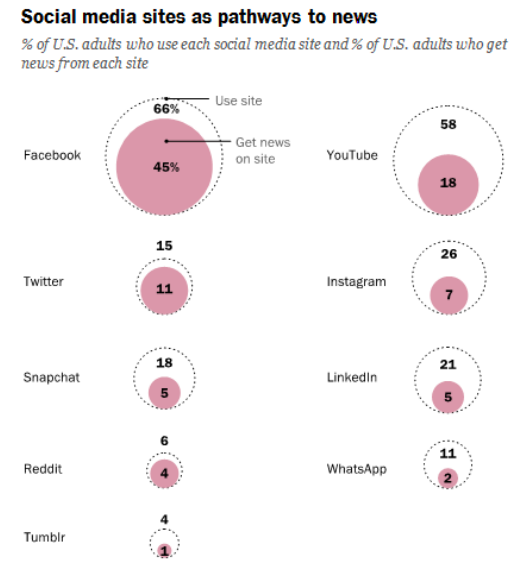 Social media sites as pathways to news
% of U.S. adults who use each social media site and % of U.S. adults who get
news from each site
Use site
66%
Get news
on site
Facebook
45%
YouTube
58
18
Twitter
15
11
Instagram
26
7
Snapchat
18
5
LinkedIn
21
5
Reddit
6
4
WhatsApp
11
2
Tumblr
4
1